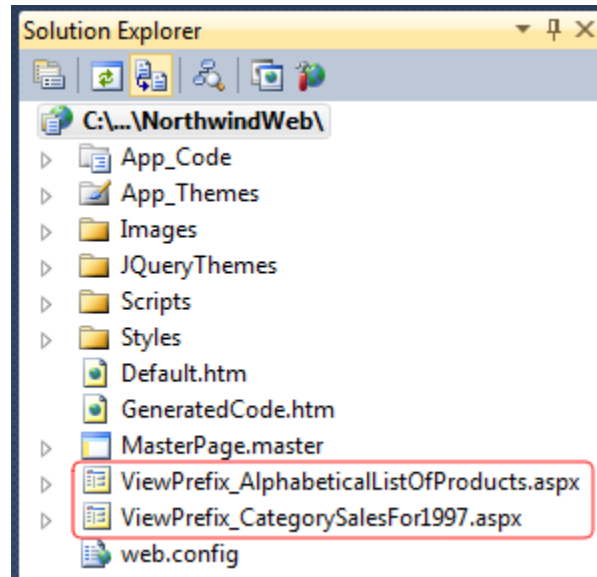 Solution Explorer
C:\...\NorthwindWeb\
App_Code
App_Themes
Images
JQueryThemes
Scripts
Styles
Default.htm
GeneratedCode.htm
MasterPage.master
ViewPrefix_AlphabeticalListOfProducts.aspx
ViewPrefix_CategorySalesFor1997.aspx
web.config